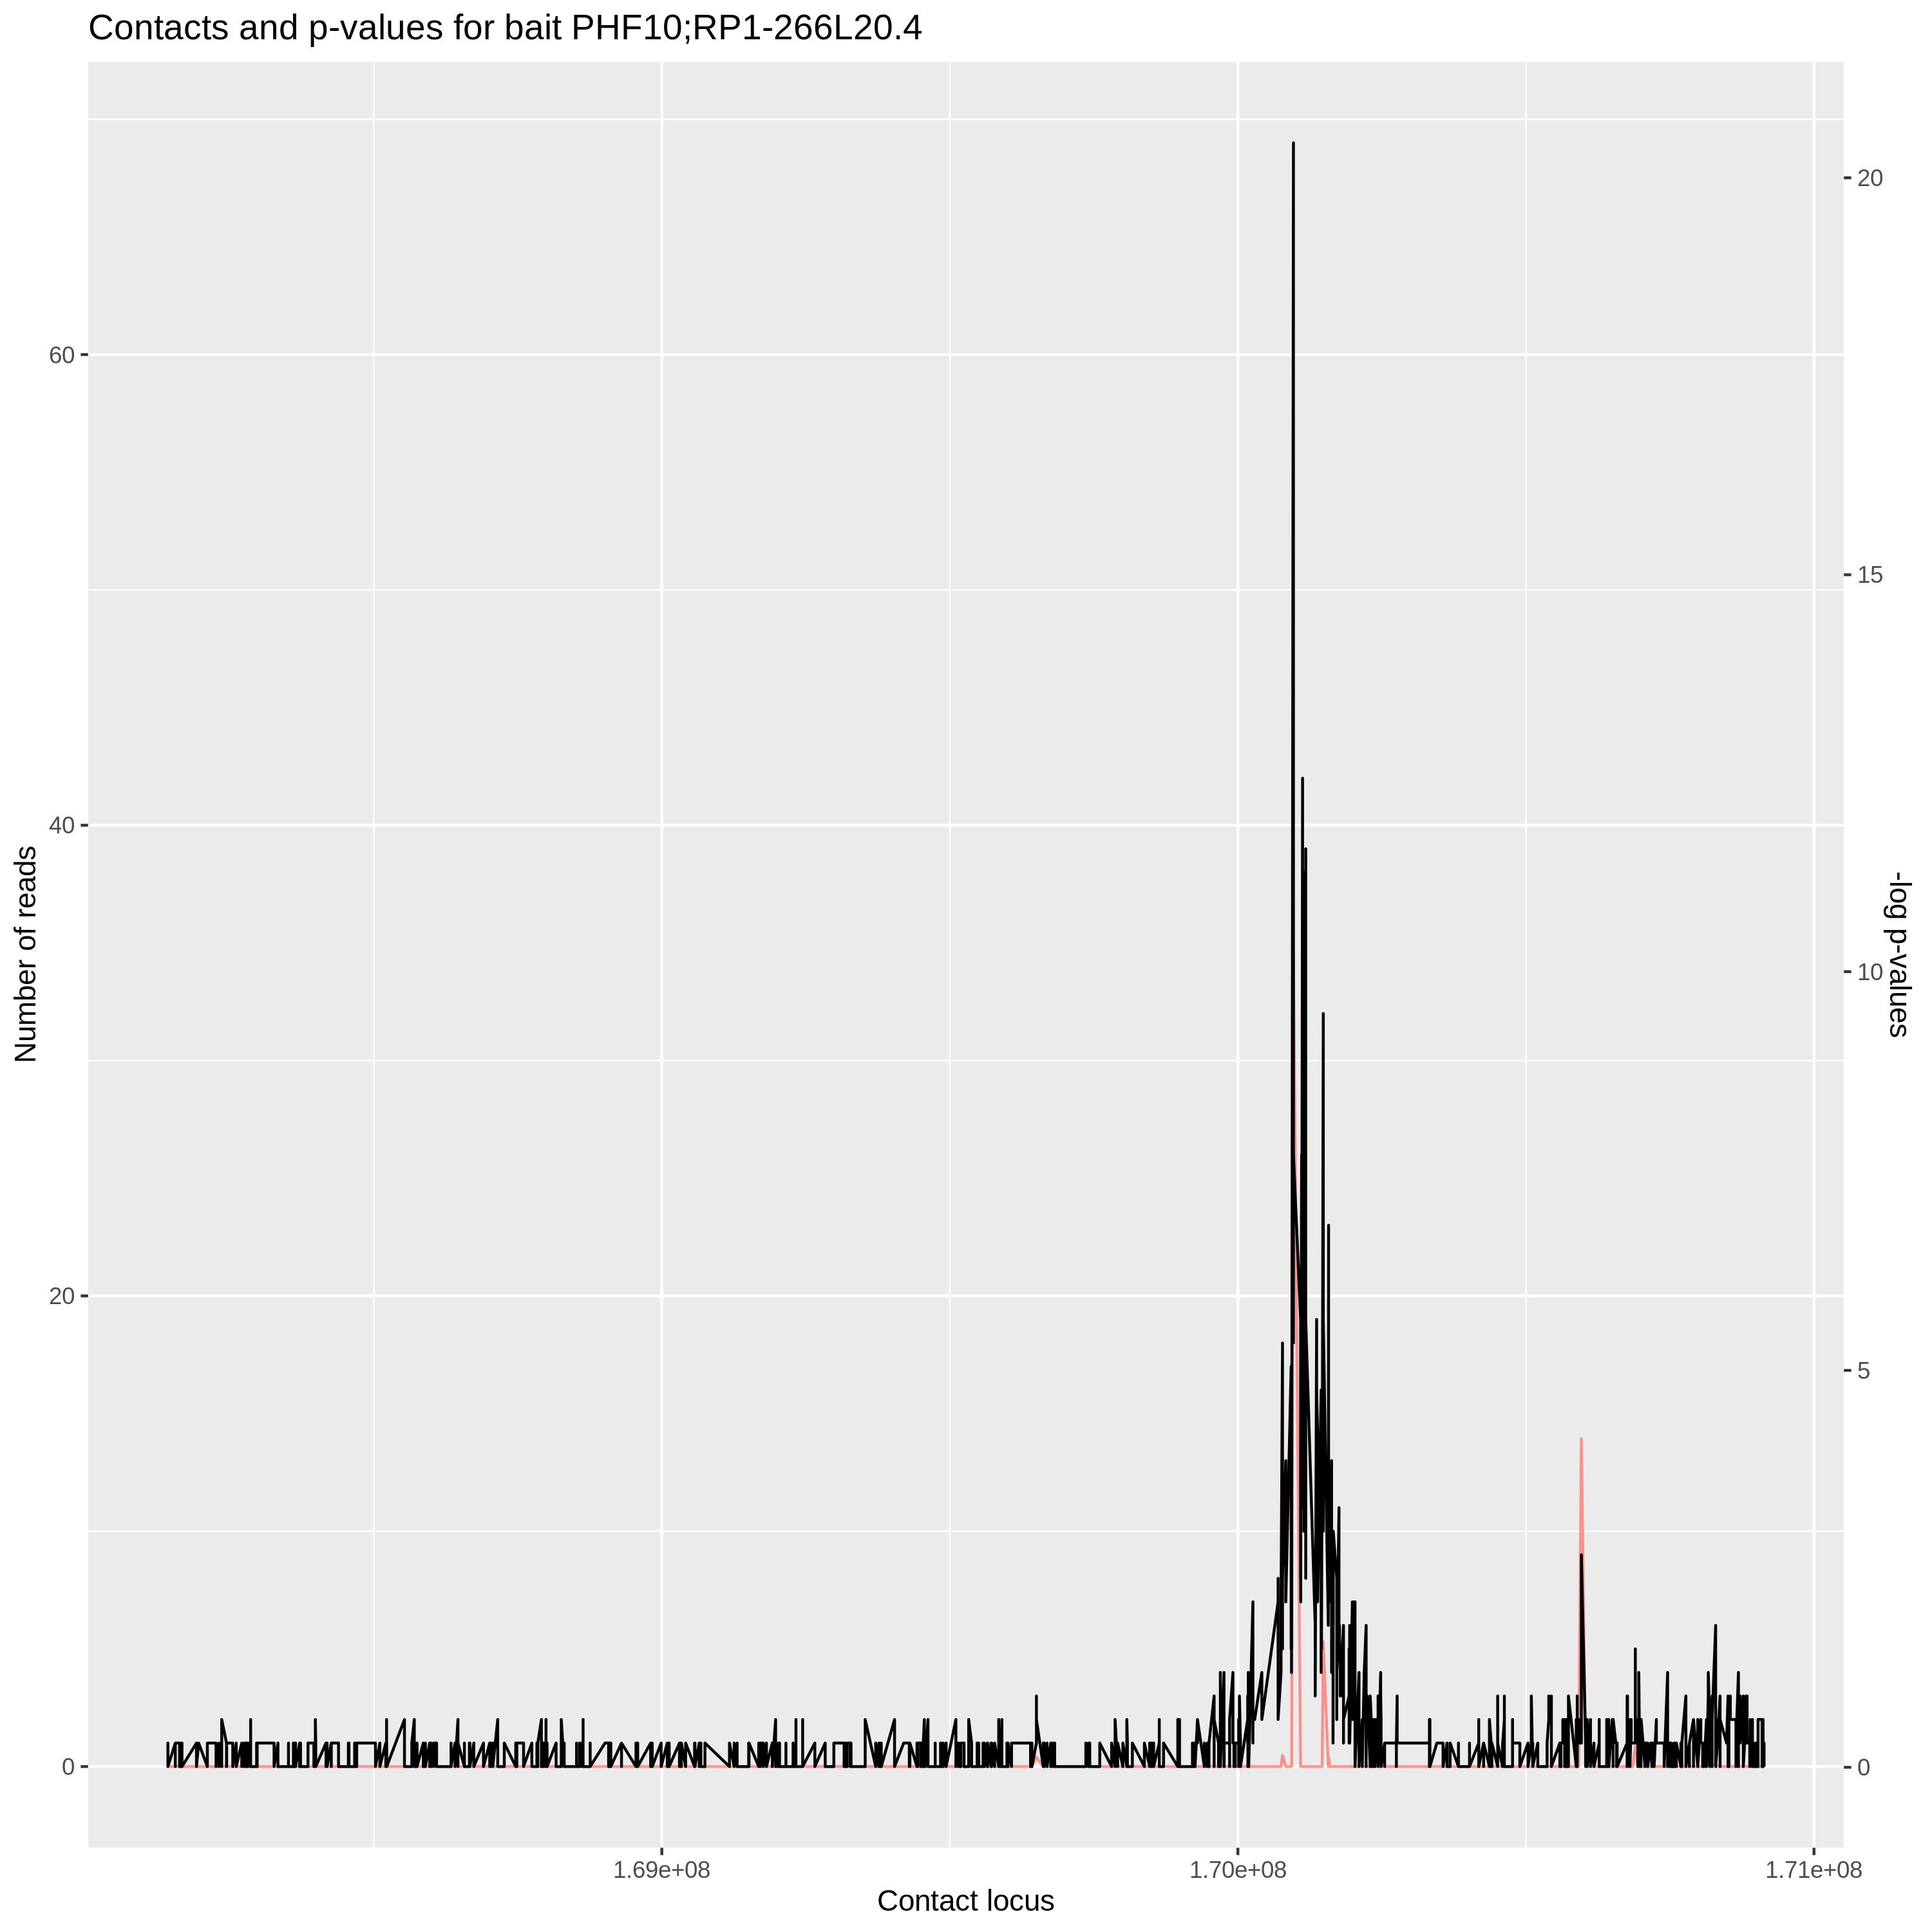 Contacts and p-values for bait PHF10;RP1-266L20.4
Number of reads
60
40
20
0
20
15
10
5
0
-log p-values
1.69e+08
1.70e+08
1.71e+08
Contact locus